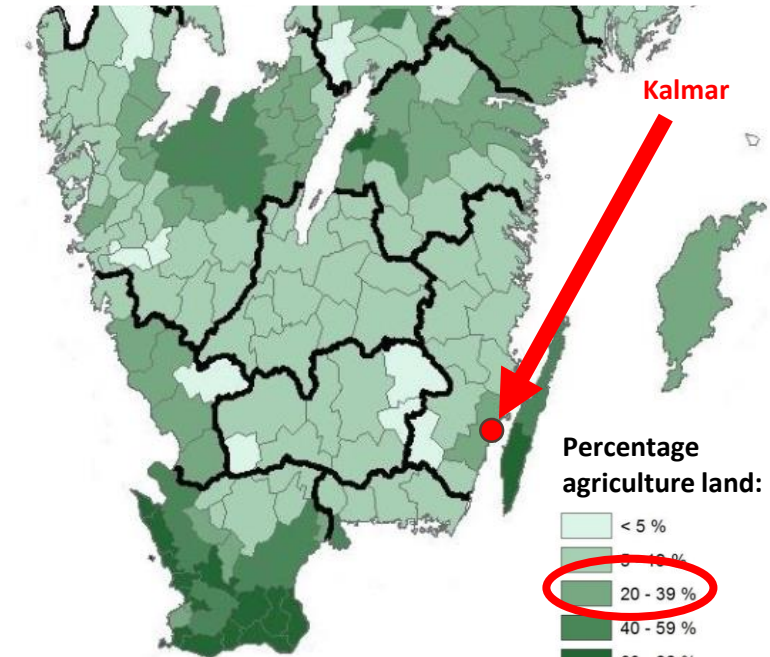 Kalmar
Percentage
agriculture land:
< 5 %
20 - 39 %
40 - 59 %